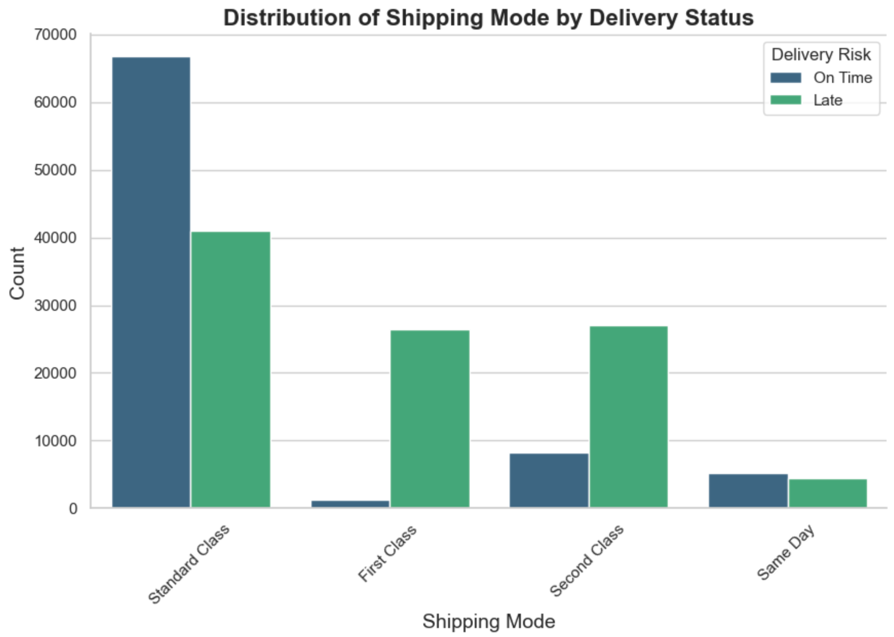 Distribution of Shipping Mode by Delivery Status
70000
60000
50000
40000
30000
20000
10000
0
Count
Delivery Risk
On Time
Late
Standard Class
First Class
Second Class
Same Day
Shipping Mode